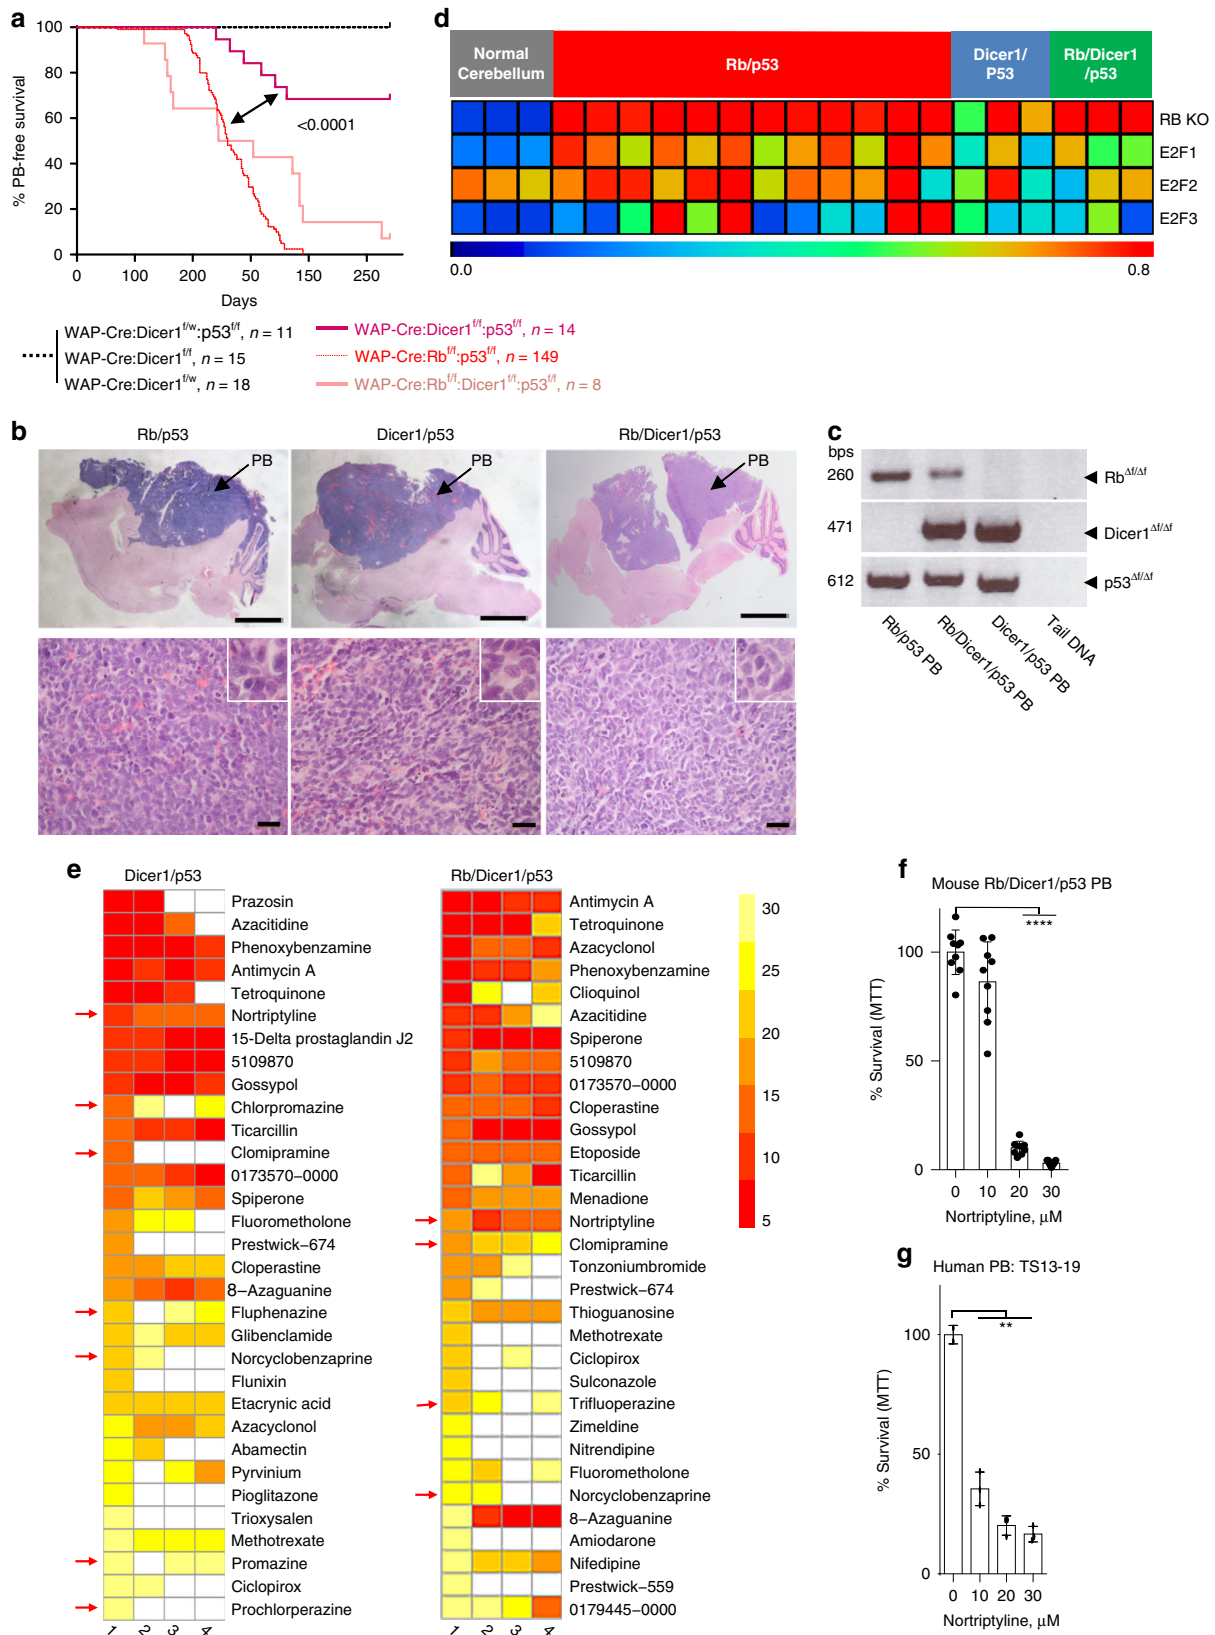 a
% PB-free survival
100
80
60
40
20
0
<0.0001
0 100 200 50 150 250
Days
WAP-Cre:Dicer1f/w:p53f/f, n = 11
WAP-Cre:Dicer1f/f, n = 15
WAP-Cre:Dicer1f/w, n = 18
WAP-Cre:Dicer1f/f:p53f/f, n = 14
WAP-Cre:Rbf/f:p53f/f, n = 149
WAP-Cre:Rbf/f:Dicer1f/f:p53f/f, n = 8
d
Normal Cerebellum
Rb/p53
Dicer1/ P53
Rb/Dicer1 /p53
RB KO
E2F1
E2F2
E2F3
0.0 0.8
b
Rb/p53 Dicer1/p53 Rb/Dicer1/p53
PB PB PB
c
bps
260 RbΔf/Δf
471 Dicer1Δf/Δf
612 p53Δf/Δf
Rb/p53 PB
Rb/Dicer1/p53 PB
Dicer1/p53 PB
Tail DNA
e
Dicer1/p53
Prazosin
Azacitidine
Phenoxybenzamine
Antimycin A
Tetroquinone
Nortriptyline
15-Delta prostaglandin J2
5109870
Gossypol
Chlorpromazine
Ticarcillin
Clomipramine
0173570-0000
Spiperone
Fluorometholone
Prestwick-674
Cloperastine
8-Azaguanine
Fluphenazine
Glibenclamide
Norcyclobenzaprine
Flunixin
Etacrynic acid
Azacyclonol
Abamectin
Pyrvinium
Pioglitazone
Trioxysalen
Methotrexate
Promazine
Ciclopirox
Prochlorperazine
1 2 3 4
Rb/Dicer1/p53
Antimycin A
Tetroquinone
Azacyclonol
Phenoxybenzamine
Clioquinol
Azacitidine
Spiperone
5109870
0173570-0000
Cloperastine
Gossypol
Etoposide
Ticarcillin
Menadione
Nortriptyline
Clomipramine
Tonzoniumbromide
Prestwick-674
Thioguanosine
Methotrexate
Ciclopirox
Sulconazole
Trifluoperazine
Zimeldine
Nitrendipine
Fluorometholone
Norcyclobenzaprine
8-Azaguanine
Amiodarone
Nifedipine
Prestwick-559
0179445-0000
1 2 3 4
30
25
20
15
10
5
f
Mouse Rb/Dicer1/p53 PB
****
% Survival (MTT)
100
50
0
0 10 20 30
Nortriptyline, μM
g
Human PB: TS13-19
**
% Survival (MTT)
100
50
0
0 10 20 30
Nortriptyline, μM